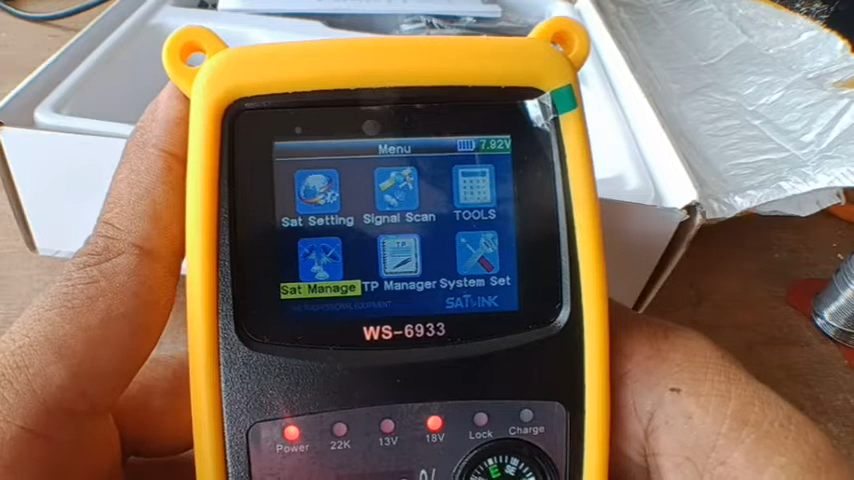 Menu 7.92V
Sat Setting Signal Scan TOOLS
TP
Sat Manage TP Manager System Set
SATLINK
WS-6933
Power 22K 13V 18V Lock Charge
E